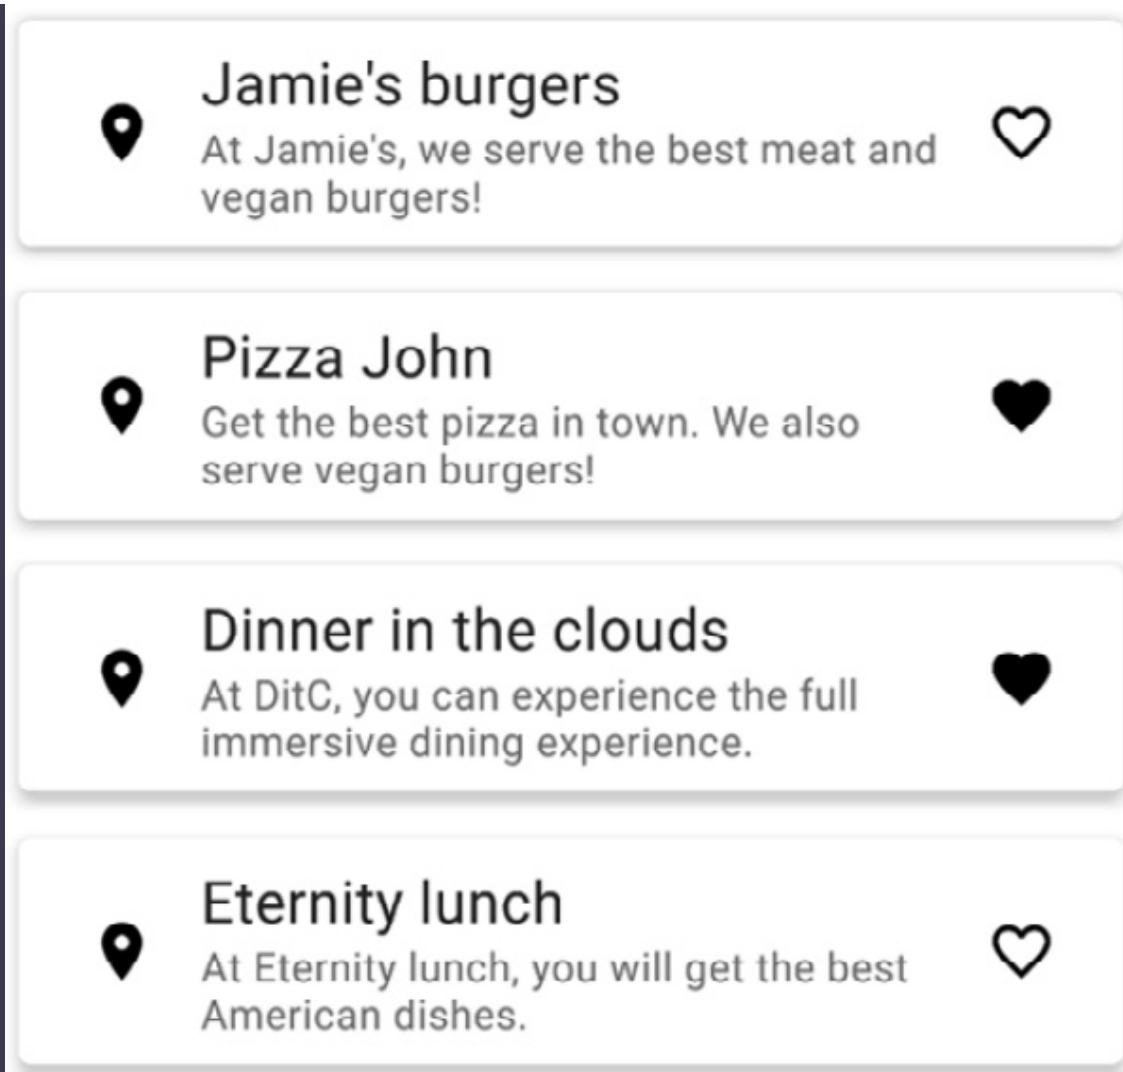 Jamie's burgers
At Jamie's, we serve the best meat and
vegan burgers!
Pizza John
Get the best pizza in town. We also
serve vegan burgers!
Dinner in the clouds
At DitC, you can experience the full
immersive dining experience.
Eternity lunch
At Eternity lunch, you will get the best
American dishes.